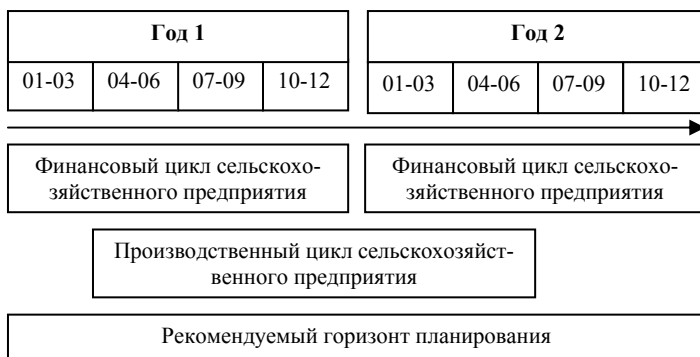 Год 1 Год 2
01-03 04-06 07-09 10-12 01-03 04-06 07-09 10-12
Финансовый цикл сельскохо-
зяйственного предприятия
Финансовый цикл сельскохо-
зяйственного предприятия
Производственный цикл сельскохозяйст-
венного предприятия
Рекомендуемый горизонт планирования